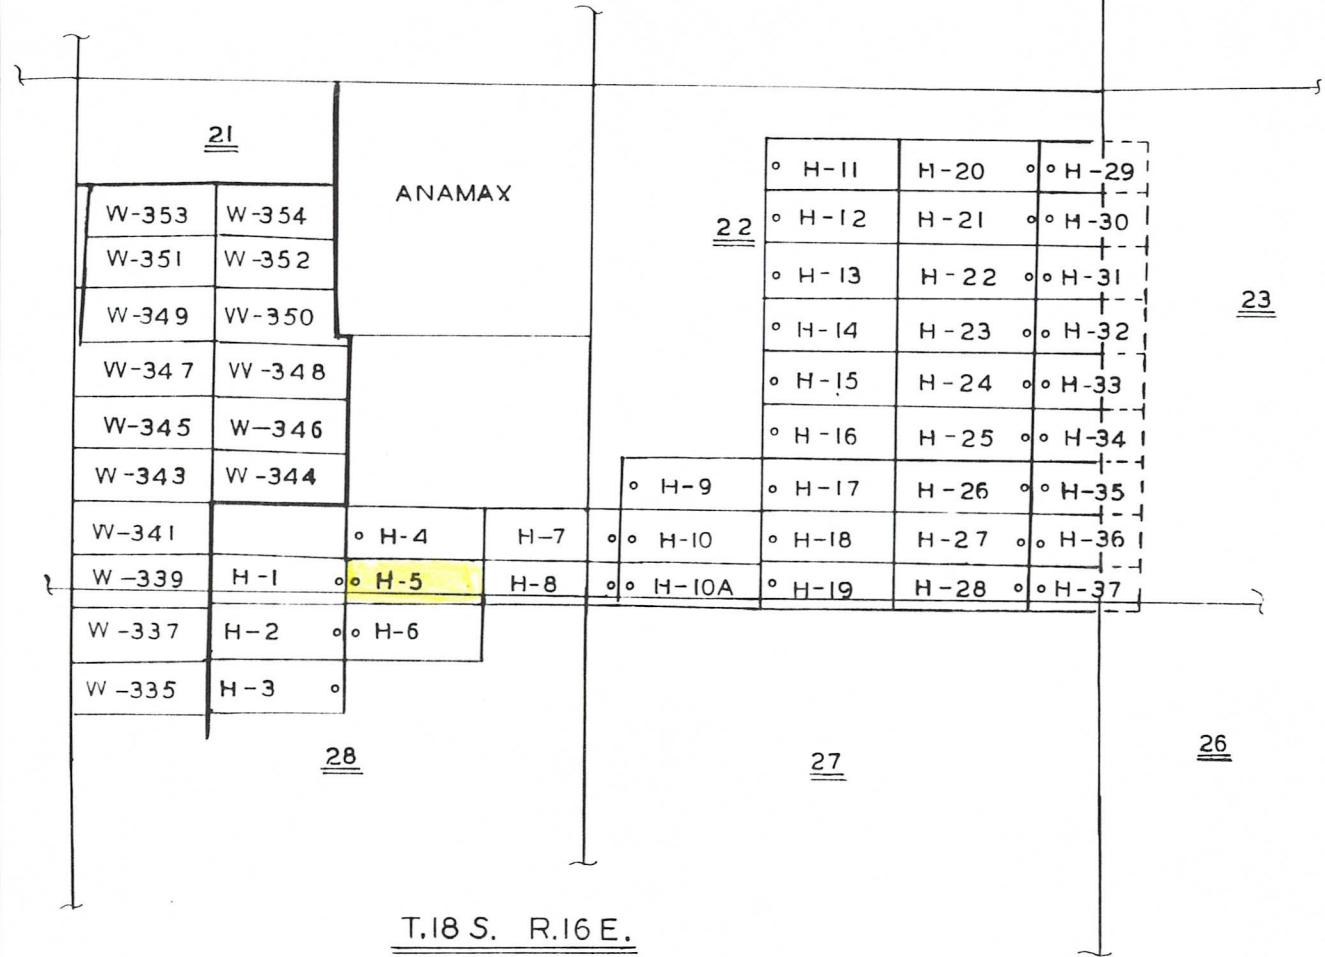 21
ANAMAX
H-11 H-20 H-29
W-353 W-354 22 H-12 H-21 H-30
W-351 W-352 H-13 H-22 H-31
23
W-349 W-350 H-14 H-23 H-32
W-347 W-348 H-15 H-24 H-33
W-345 W-346 H-16 H-25 H-34
W-343 W-344 H-9 H-17 H-26 H-35
W-341 H-4 H-7 H-10 H-18 H-27 H-36
W-339 H-1 H-5 H-8 H-10A H-19 H-28 H-37
W-337 H-2 H-6
W-335 H-3
28 27 26
T.18 S. R.16 E.